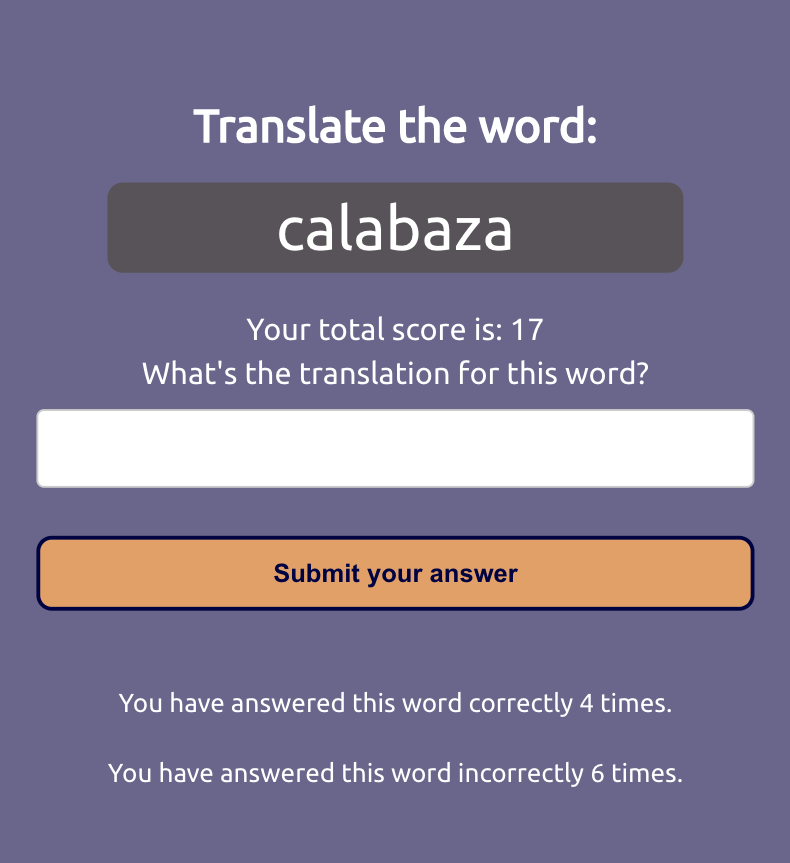 Translate the word:
calabaza
Your total score is: 17
What's the translation for this word?
Submit your answer
You have answered this word correctly 4 times.
You have answered this word incorrectly 6 times.